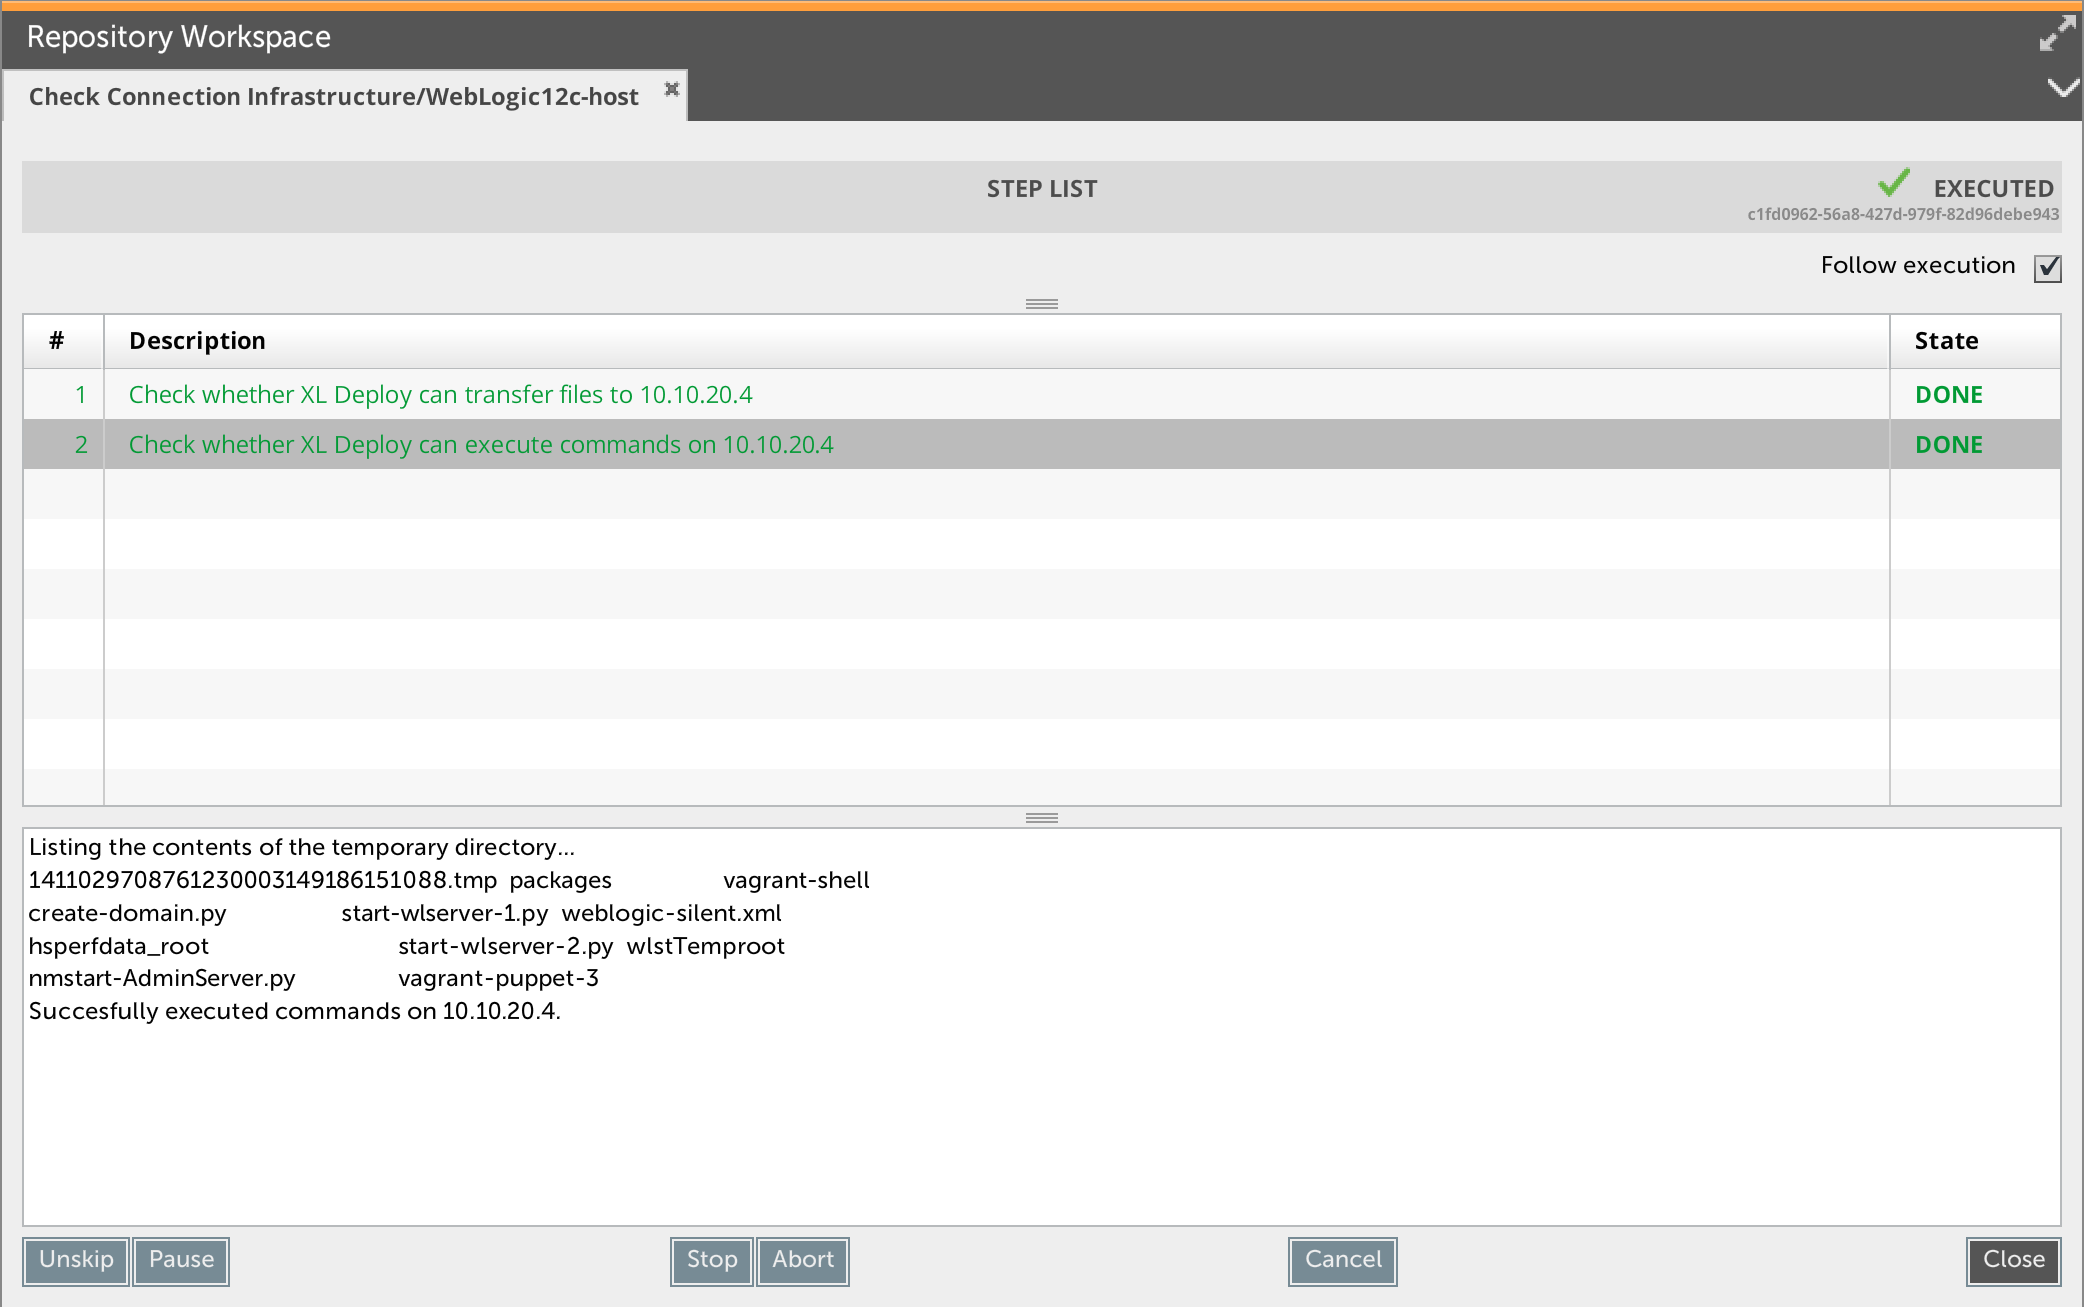 Repository Workspace
Check Connection Infrastructure/WebLogic12c-host
STEP LIST
EXECUTED
c1fd0962-56a8-427d-979f-82d96debe943
Follow execution
# Description State
1 Check whether XL Deploy can transfer files to 10.10.20.4 DONE
2 Check whether XL Deploy can execute commands on 10.10.20.4 DONE
Listing the contents of the temporary directory...
14110297087612300031491861510​88.tmp packages vagrant-shell
create-domain.py start-wlserver-1.py weblogic-silent.xml
hsperfdata_root start-wlserver-2.py wlstTemproot
nmstart-AdminServer.py vagrant-puppet-3
Succesfully executed commands on 10.10.20.4.
Unskip Pause Stop Abort Cancel Close